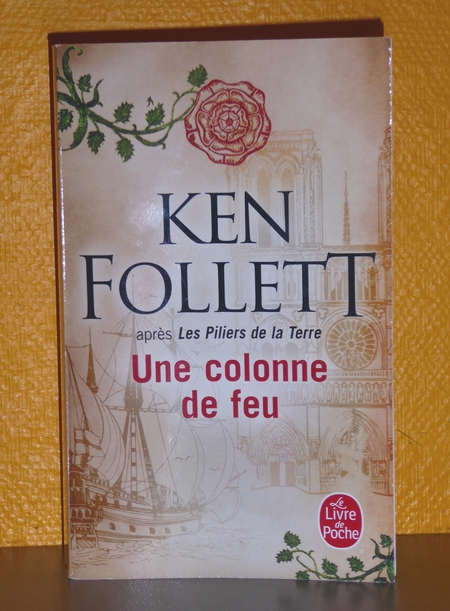 KEN
FOLLETT
après Les Piliers de la Terre
Une colonne
de feu
Le
Livre
de
Poche